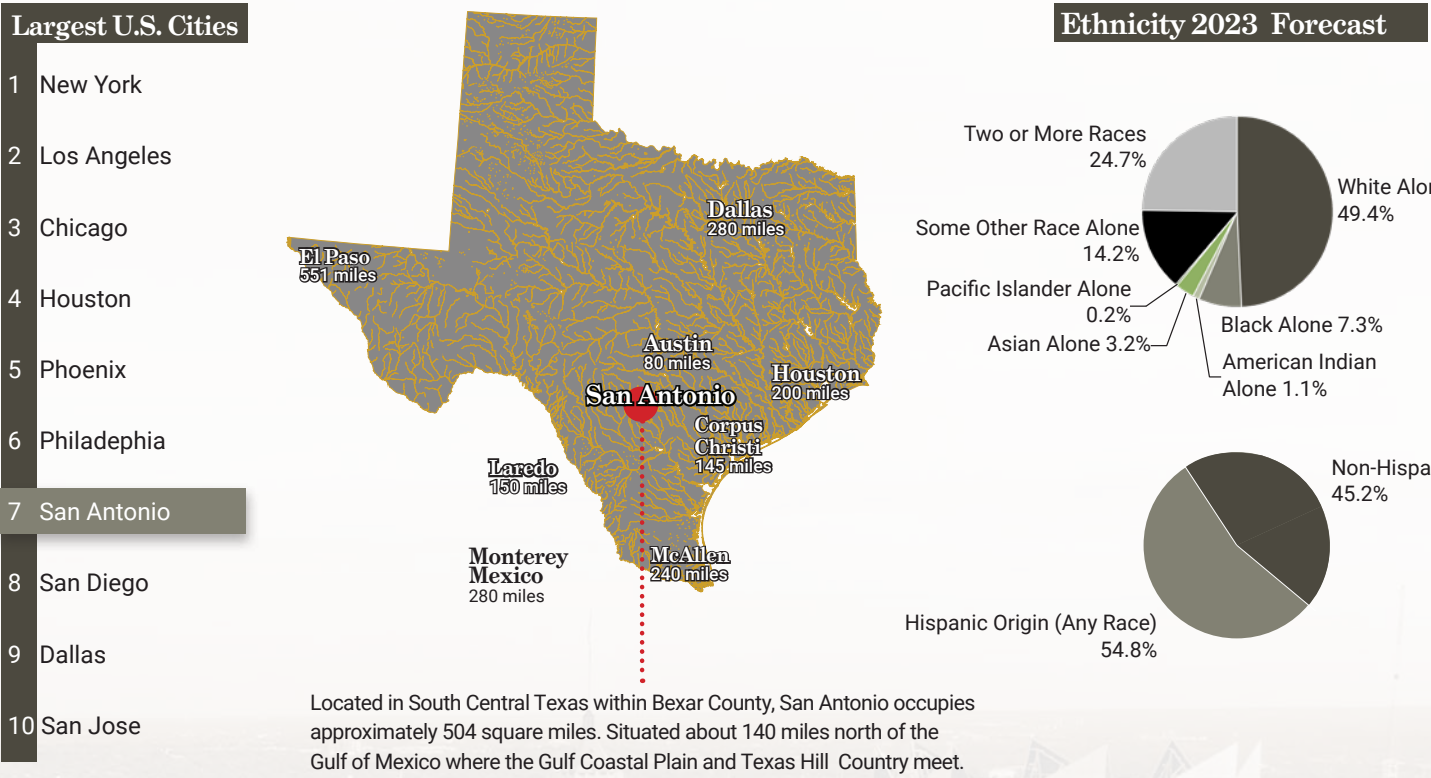 Largest U.S. Cities
1 New York
2 Los Angeles
3 Chicago
4 Houston
5 Phoenix
6 Philadephia
7 San Antonio
8 San Diego
9 Dallas
10 San Jose
El Paso
551 miles
Dallas
280 miles
Austin
80 miles
Houston
200 miles
San Antonio
Corpus
Christi
145 miles
Laredo
150 miles
Monterey
Mexico
280 miles
McAllen
240 miles
Located in South Central Texas within Bexar County, San Antonio occupies
approximately 504 square miles. Situated about 140 miles north of the
Gulf of Mexico where the Gulf Coastal Plain and Texas Hill Country meet.
Ethnicity 2023 Forecast
Two or More Races
24.7%
White Alon
49.4%
Some Other Race Alone
14.2%
Pacific Islander Alone
0.2%
Asian Alone 3.2%
Black Alone 7.3%
American Indian
Alone 1.1%
Non-Hispa
45.2%
Hispanic Origin (Any Race)
54.8%